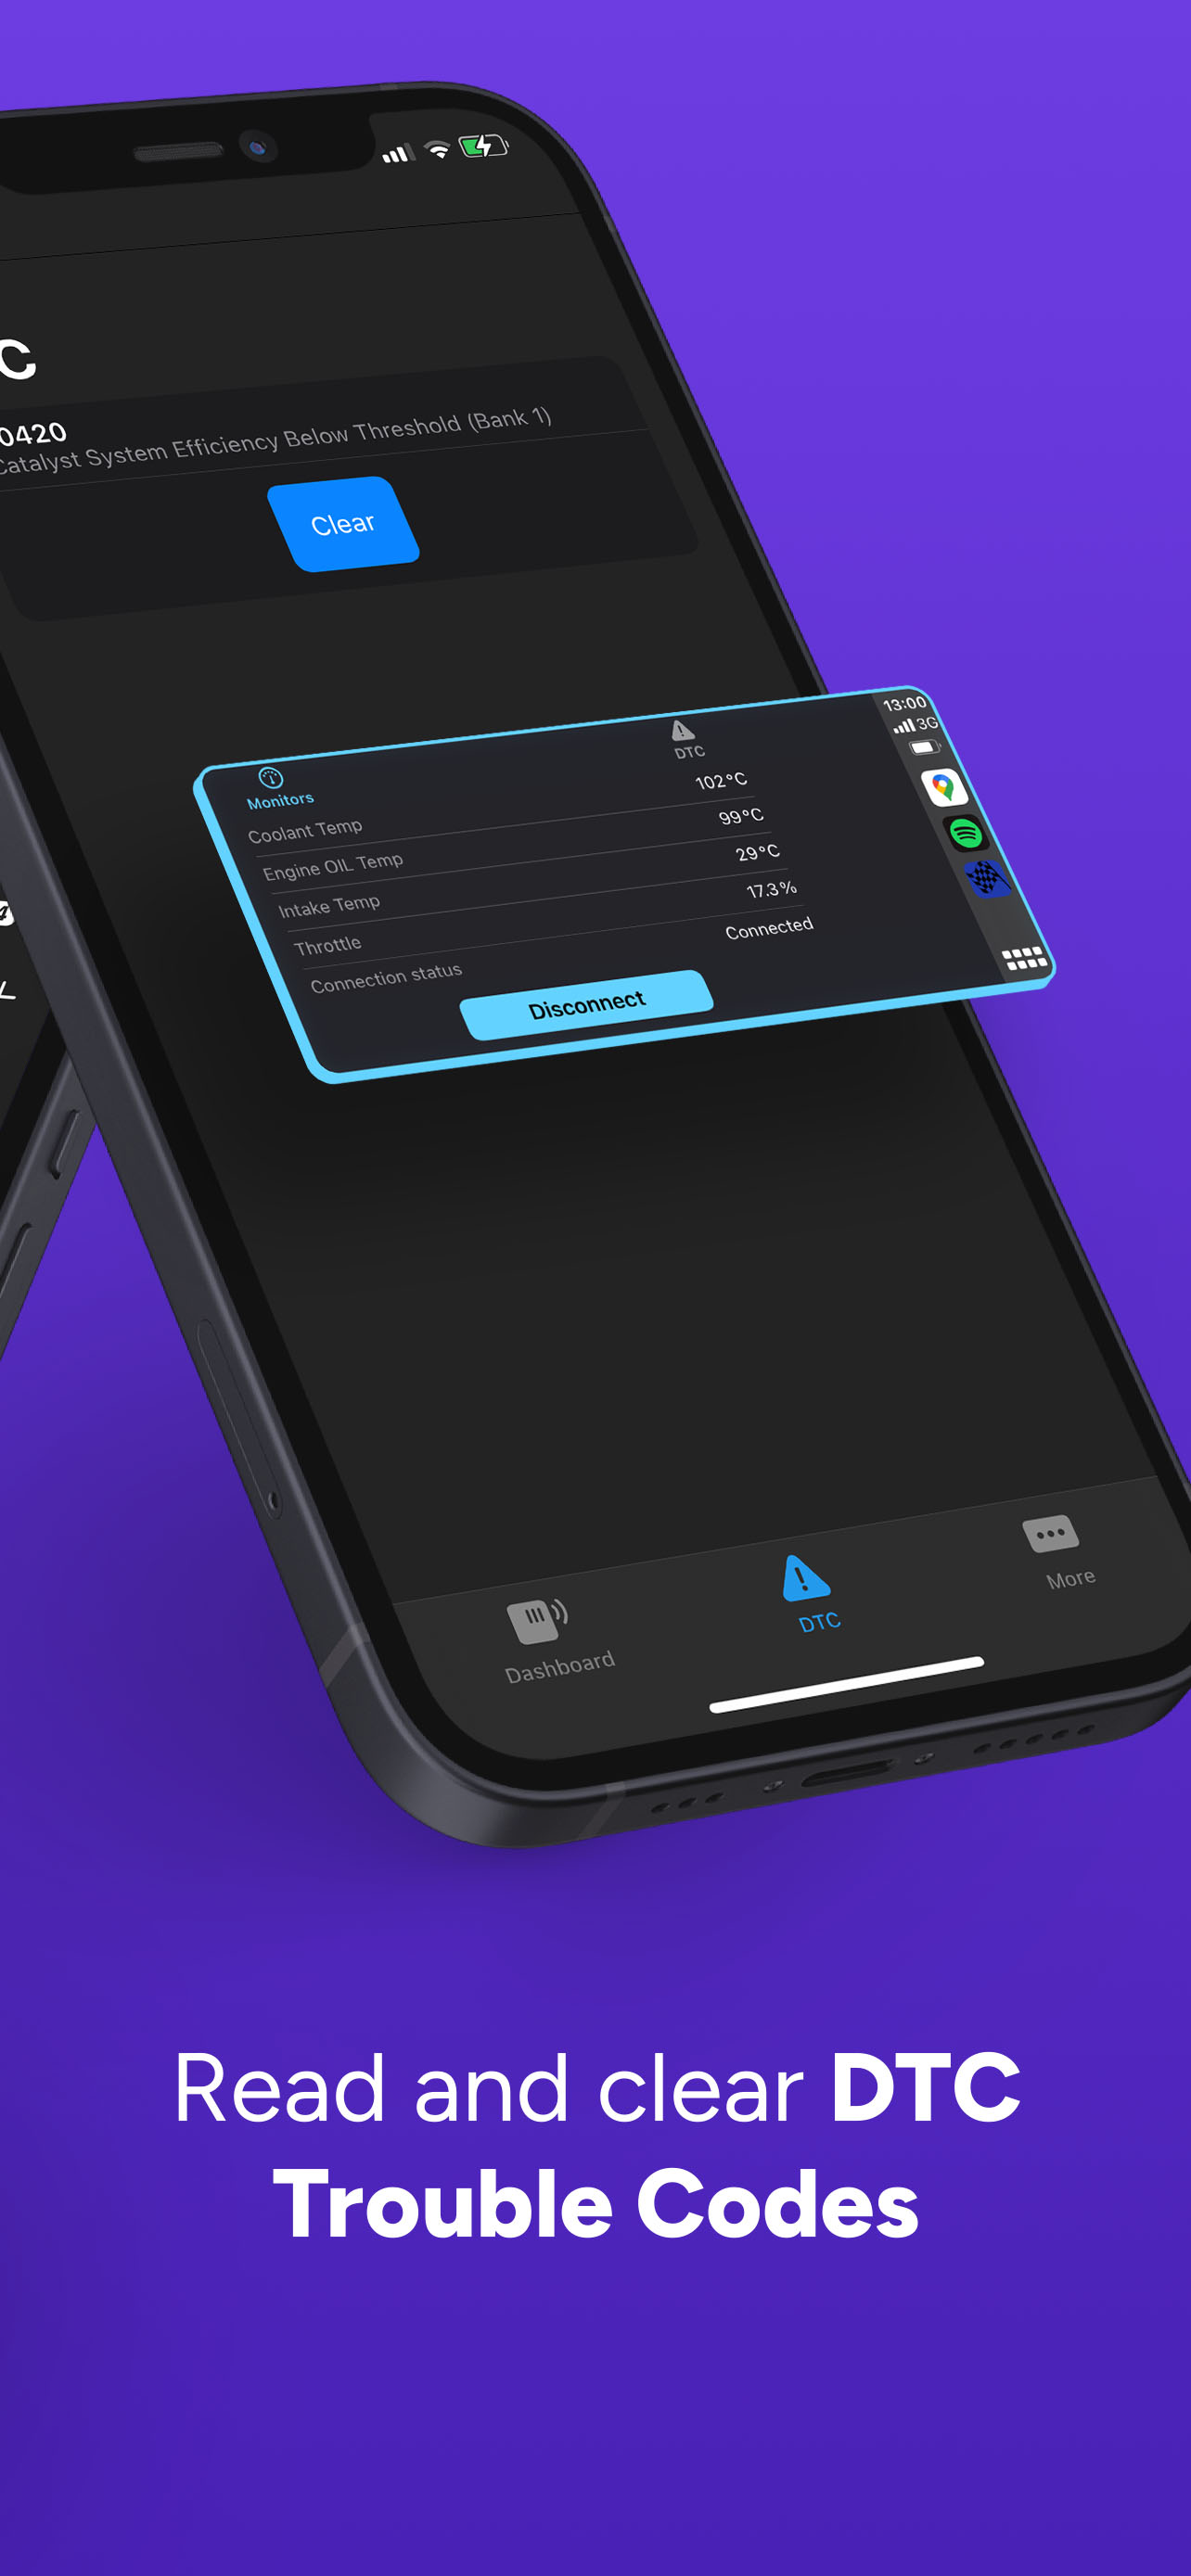 C
0420
Catalyst System Efficiency Below Threshold (Bank 1)
Clear
13:00
3G
Monitors
DTC
Coolant Temp 102°C
Engine OIL Temp 99°C
Intake Temp 29°C
Throttle 17.3%
Connection status Connected
Disconnect
Dashboard
DTC
More
Read and clear DTC
Trouble Codes